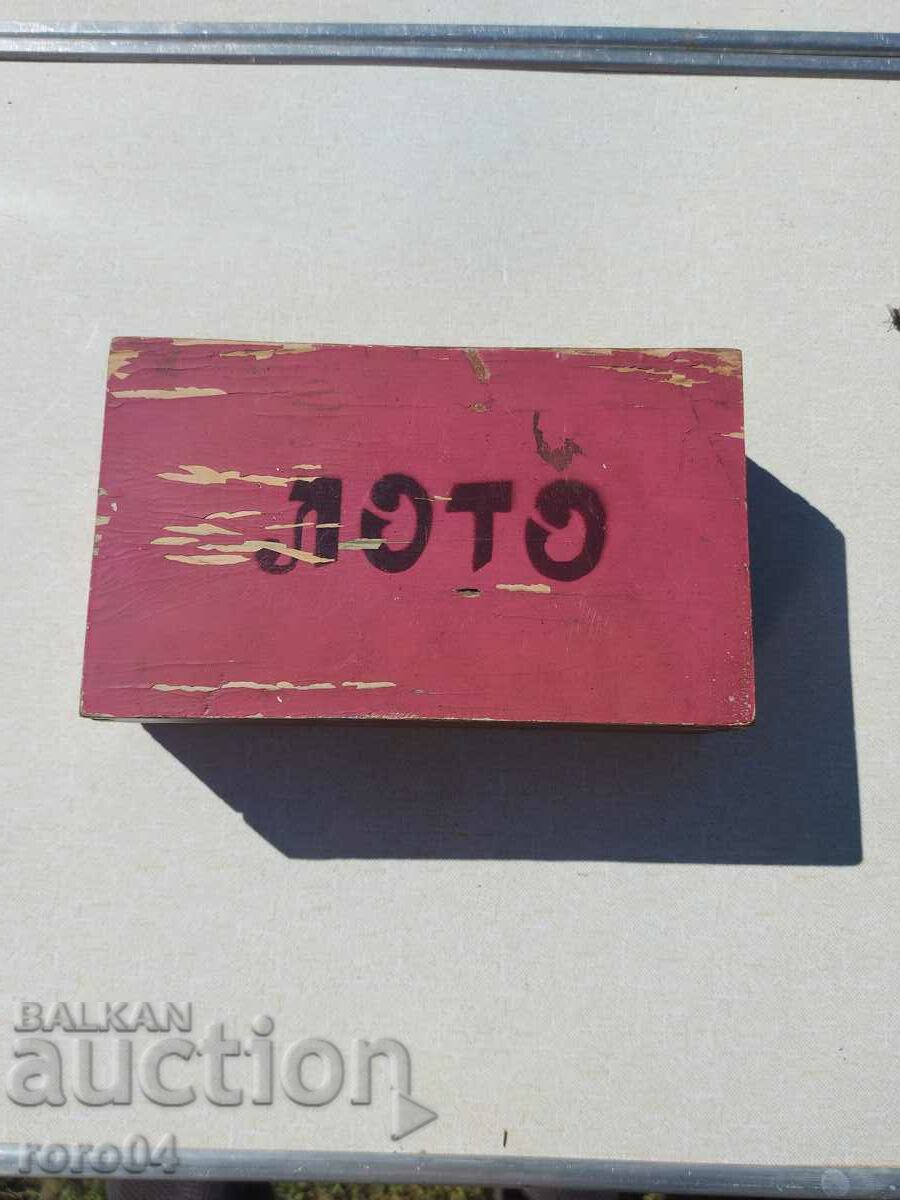 ЛОТО
BALKAN
auction
roro04